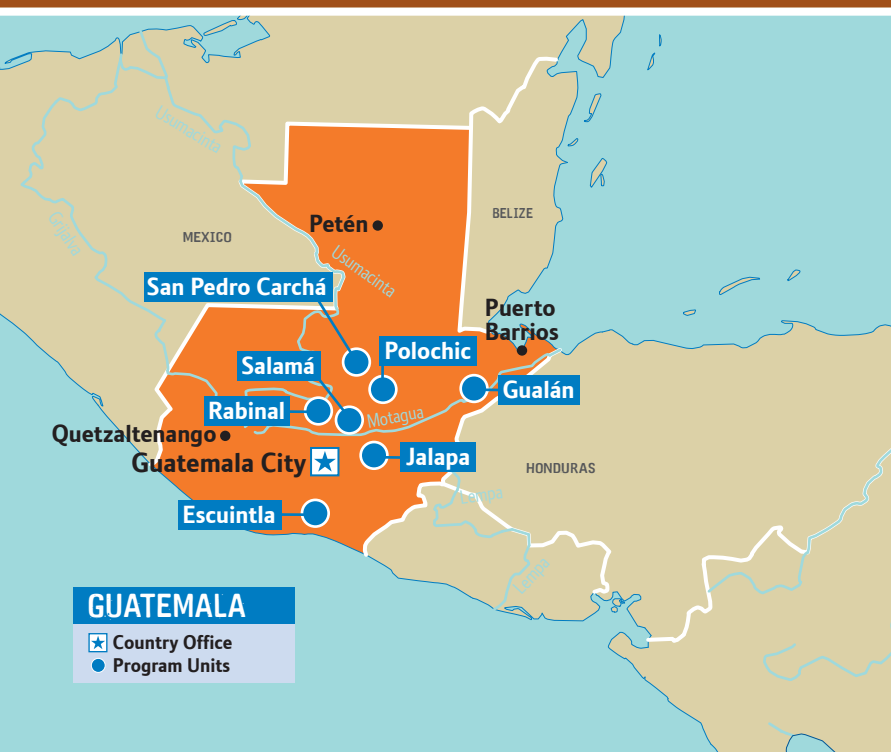 Usumacinta
Grijalva
MEXICO
BELIZE
Petén
Usumacinta
San Pedro Carchá
Puerto
Barrios
Polochic
Salamá
Gualán
Rabinal
Motagua
Quetzaltenango
Guatemala City
Jalapa
HONDURAS
Lempa
Escuintla
Lempa
GUATEMALA
Country Office
Program Units